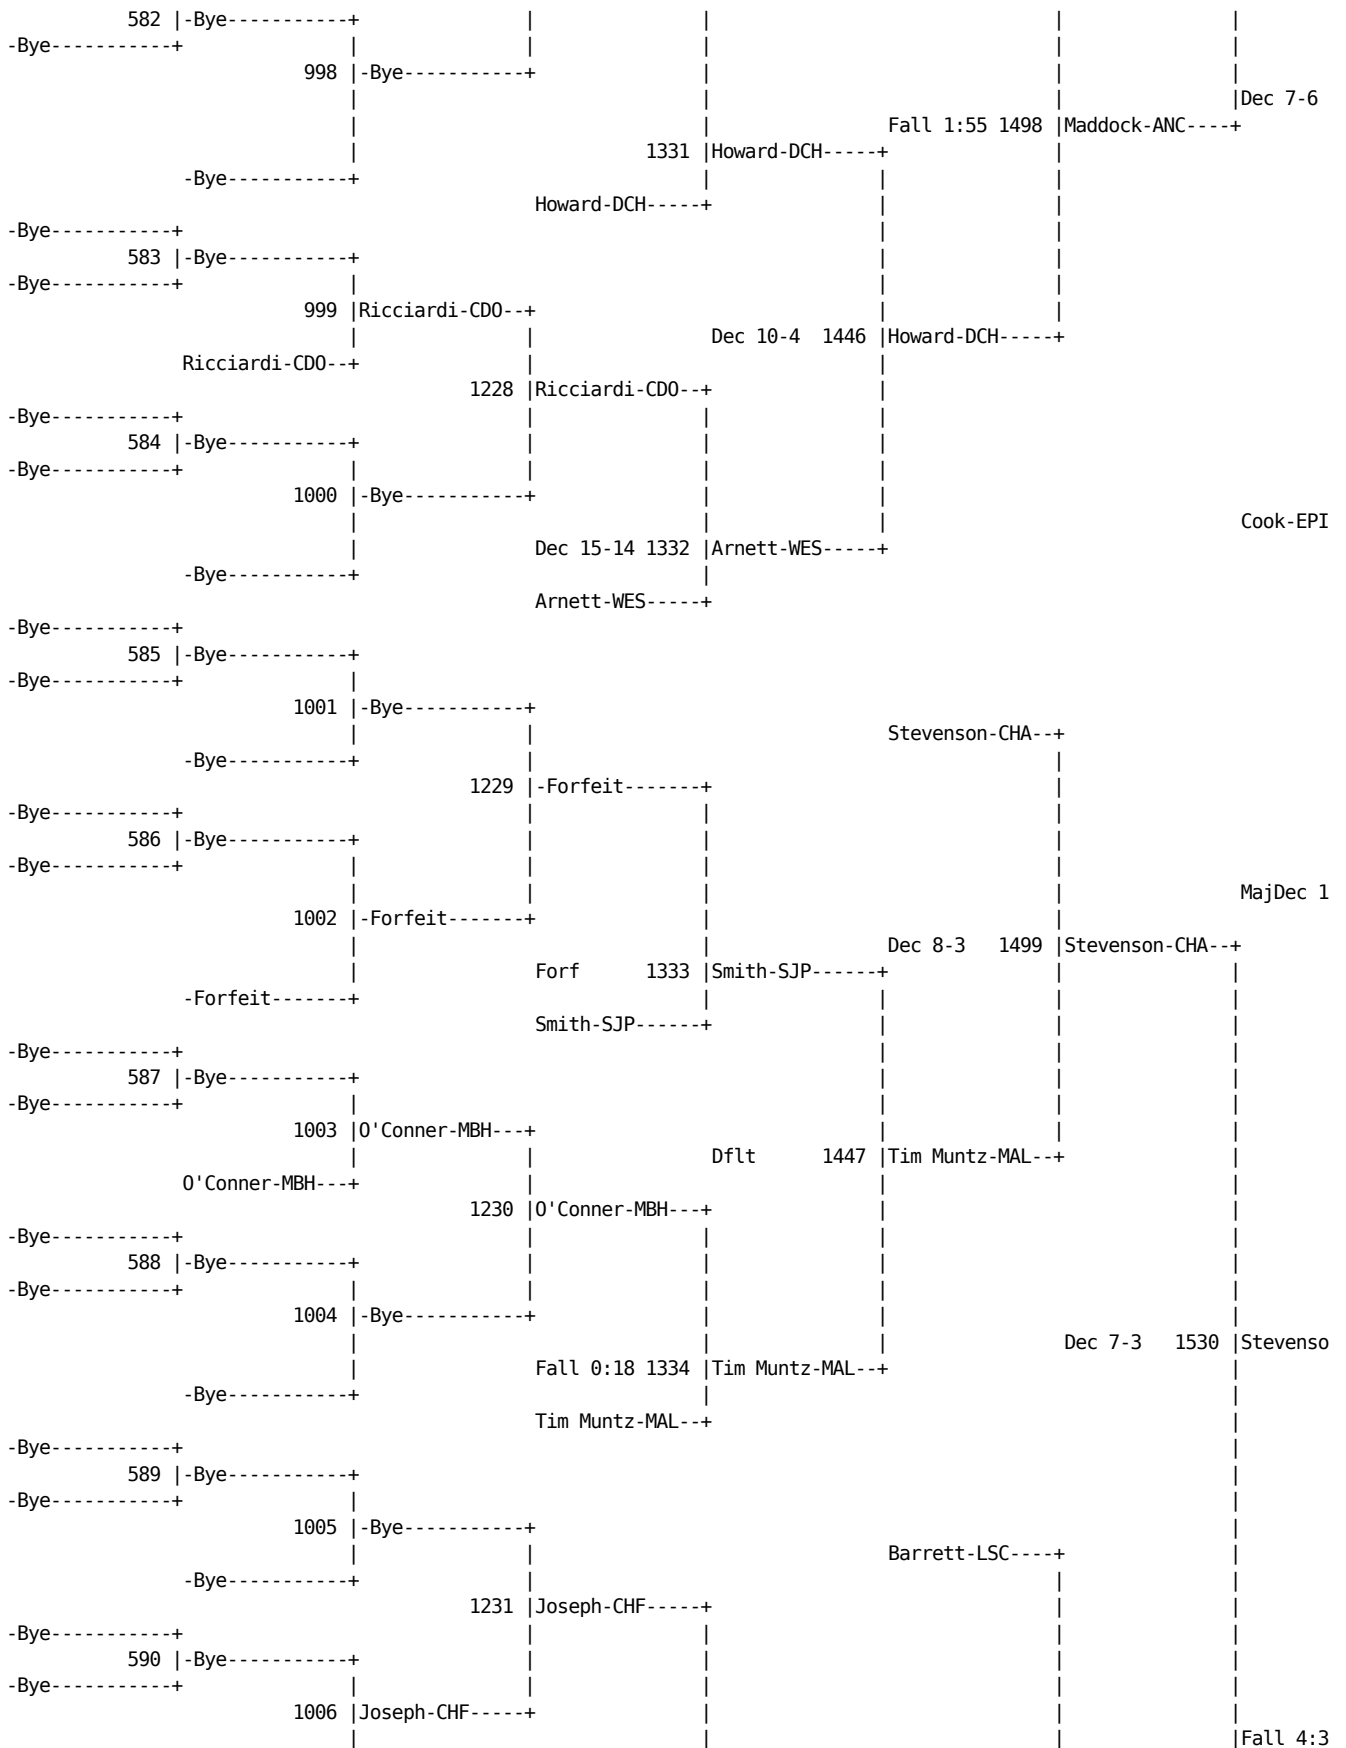 582 |-Bye-----------+ | | | |
-Bye-----------+ | | | | |
998 |-Bye-----------+ | | |
| | | |Dec 7-6
| | Fall 1:55 1498 |Maddock-ANC----+
| 1331 |Howard-DCH-----+ |
-Bye-----------+ | | |
Howard-DCH-----+ | |
-Bye-----------+ | |
583 |-Bye-----------+ | |
-Bye-----------+ | | |
999 |Ricciardi-CDO--+ | |
| | Dec 10-4 1446 |Howard-DCH-----+
Ricciardi-CDO--+ | |
1228 |Ricciardi-CDO--+ |
-Bye-----------+ | | |
584 |-Bye-----------+ | | |
-Bye-----------+ | | | |
1000 |-Bye-----------+ | |
| | | Cook-EPI
| Dec 15-14 1332 |Arnett-WES-----+
-Bye-----------+ |
Arnett-WES-----+
-Bye-----------+
585 |-Bye-----------+
-Bye-----------+ |
1001 |-Bye-----------+
| | Stevenson-CHA--+
-Bye-----------+ | |
1229 |-Forfeit-------+ |
-Bye-----------+ | | |
586 |-Bye-----------+ | | |
-Bye-----------+ | | | |
| | | | MajDec 1
1002 |-Forfeit-------+ | |
| | Dec 8-3 1499 |Stevenson-CHA--+
| Forf 1333 |Smith-SJP------+ | |
-Forfeit-------+ | | | |
Smith-SJP------+ | | |
-Bye-----------+ | | |
587 |-Bye-----------+ | | |
-Bye-----------+ | | | |
1003 |O'Conner-MBH---+ | | |
| | Dflt 1447 |Tim Muntz-MAL--+ |
O'Conner-MBH---+ | | |
1230 |O'Conner-MBH---+ | |
-Bye-----------+ | | | |
588 |-Bye-----------+ | | | |
-Bye-----------+ | | | | |
1004 |-Bye-----------+ | | |
| | | Dec 7-3 1530 |Stevenso
| Fall 0:18 1334 |Tim Muntz-MAL--+ |
-Bye-----------+ | |
Tim Muntz-MAL--+ |
-Bye-----------+ |
589 |-Bye-----------+ |
-Bye-----------+ | |
1005 |-Bye-----------+ |
| | Barrett-LSC----+ |
-Bye-----------+ | | |
1231 |Joseph-CHF-----+ | |
-Bye-----------+ | | | |
590 |-Bye-----------+ | | | |
-Bye-----------+ | | | | |
1006 |Joseph-CHF-----+ | | |
| | | |Fall 4:3